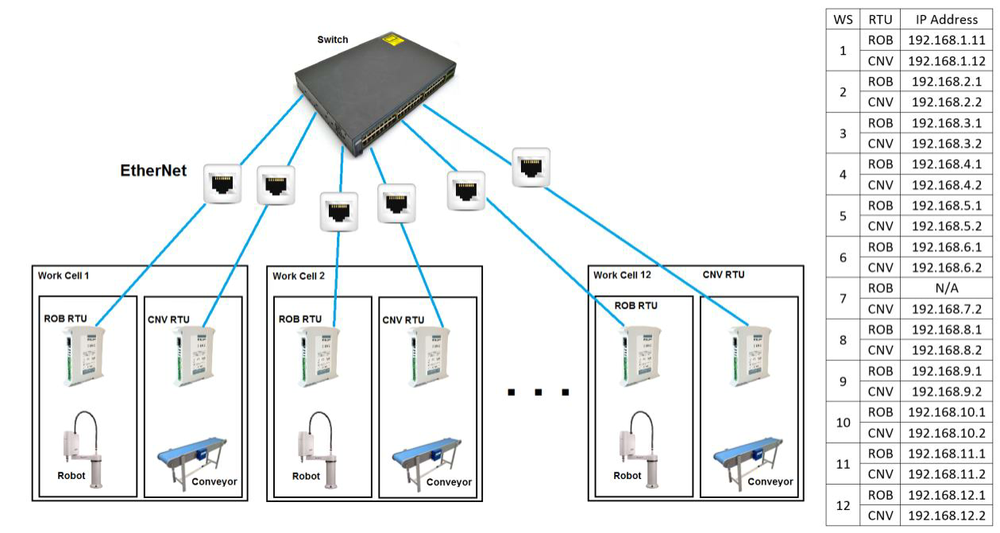 Switch
EtherNet
Work Cell 1
ROB RTU
CNV RTU
Robot
Conveyor
Work Cell 2
ROB RTU
CNV RTU
Robot
Conveyor
Work Cell 12
CNV RTU
ROB RTU
Robot
Conveyor
WS RTU IP Address
1 ROB 192.168.1.11
CNV 192.168.1.12
2 ROB 192.168.2.1
CNV 192.168.2.2
3 ROB 192.168.3.1
CNV 192.168.3.2
4 ROB 192.168.4.1
CNV 192.168.4.2
5 ROB 192.168.5.1
CNV 192.168.5.2
6 ROB 192.168.6.1
CNV 192.168.6.2
7 ROB N/A
CNV 192.168.7.2
8 ROB 192.168.8.1
CNV 192.168.8.2
9 ROB 192.168.9.1
CNV 192.168.9.2
10 ROB 192.168.10.1
CNV 192.168.10.2
11 ROB 192.168.11.1
CNV 192.168.11.2
12 ROB 192.168.12.1
CNV 192.168.12.2